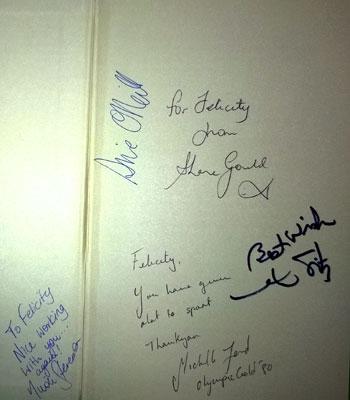 To Felicity
Nice working
with you...
again!
O'Neill
For Felicity
from
Shane Gould
x
Felicity,
You have given
alot to sport
Thankyou
Michelle Ford
Olympic Gold '80
Best wishes